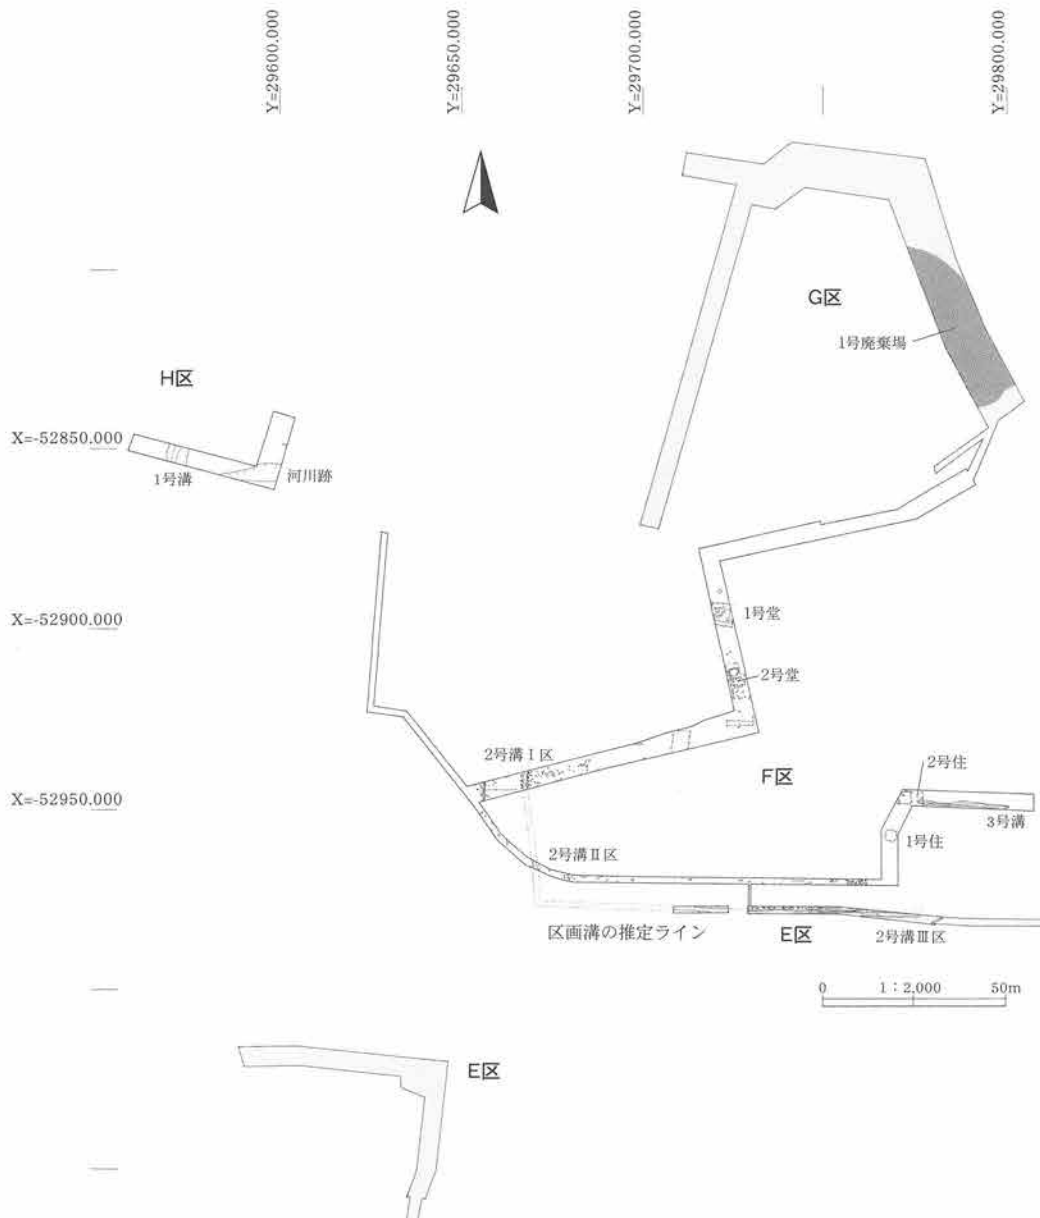 Y=29600.000
Y=29650.000
Y=29700.000
Y=29800.000
G区
1号廃棄場
H区
X=-52850.000
1号溝
河川跡
X=-52900.000
1号堂
2号堂
2号溝Ⅰ区
F区
2号住
X=-52950.000
3号溝
1号住
2号溝Ⅱ区
区画溝の推定ライン
E区
2号溝Ⅲ区
0 1:2,000 50m
E区